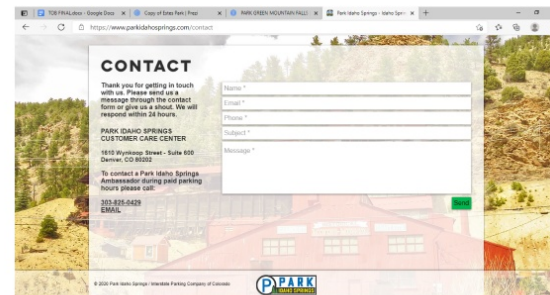 TOB FINAL.docx - Google Docs
Copy of Estes Park | Prezi
PARK GREEN MOUNTAIN FALLS
Park Idaho Springs - Idaho Spri
https://www.parkidahosprings.com/contact
CONTACT
Thank you for getting in touch
with us. Please send us a
message through the contact
form or give us a shout. We will
respond within 24 hours.
PARK IDAHO SPRINGS
CUSTOMER CARE CENTER
1610 Wynkoop Street - Suite 600
Denver, CO 80202
To contact a Park Idaho Springs
Ambassador during paid parking
hours please call:
303-825-0429
EMAIL
Name *
Email *
Phone *
Subject *
Message *
Send
© 2020 Park Idaho Springs | Interstate Parking Company of Colorado
P PARK
IDAHO SPRINGS